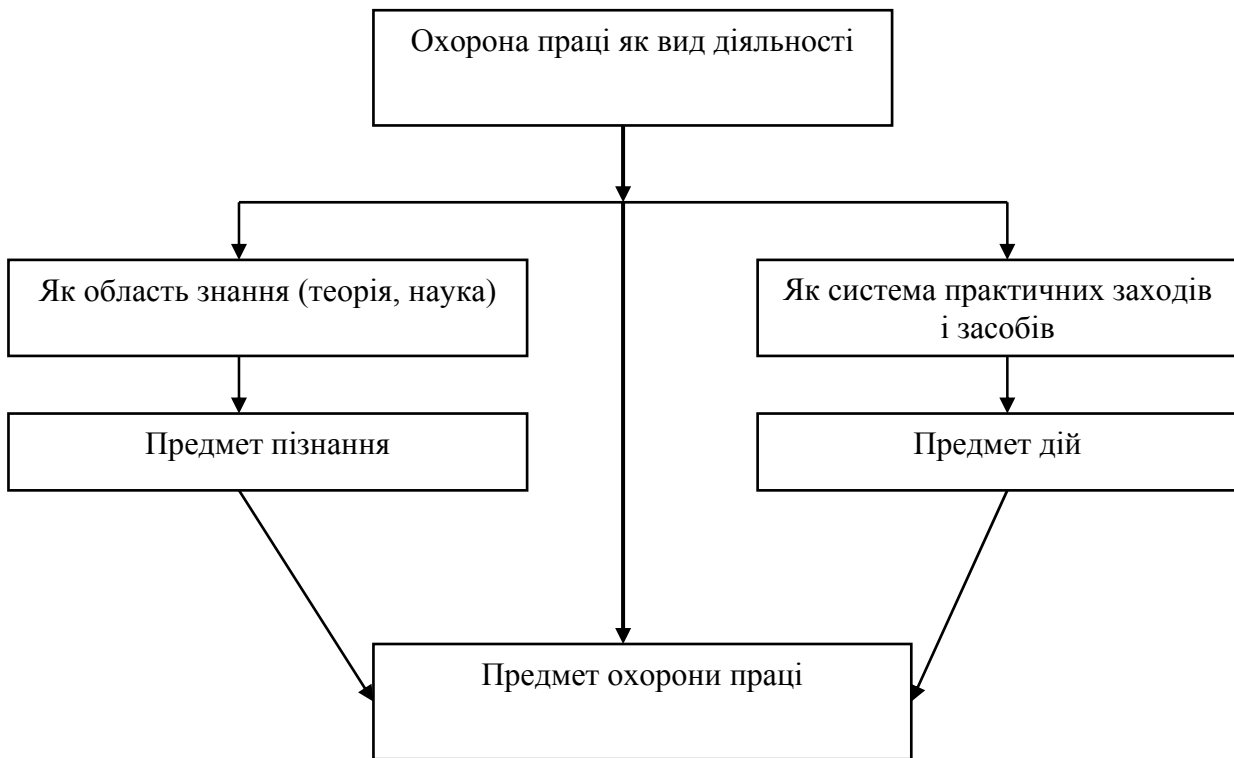 Охорона праці як вид діяльності
Як область знання (теорія, наука)
Як система практичних заходів
і засобів
Предмет пізнання
Предмет дій
Предмет охорони праці